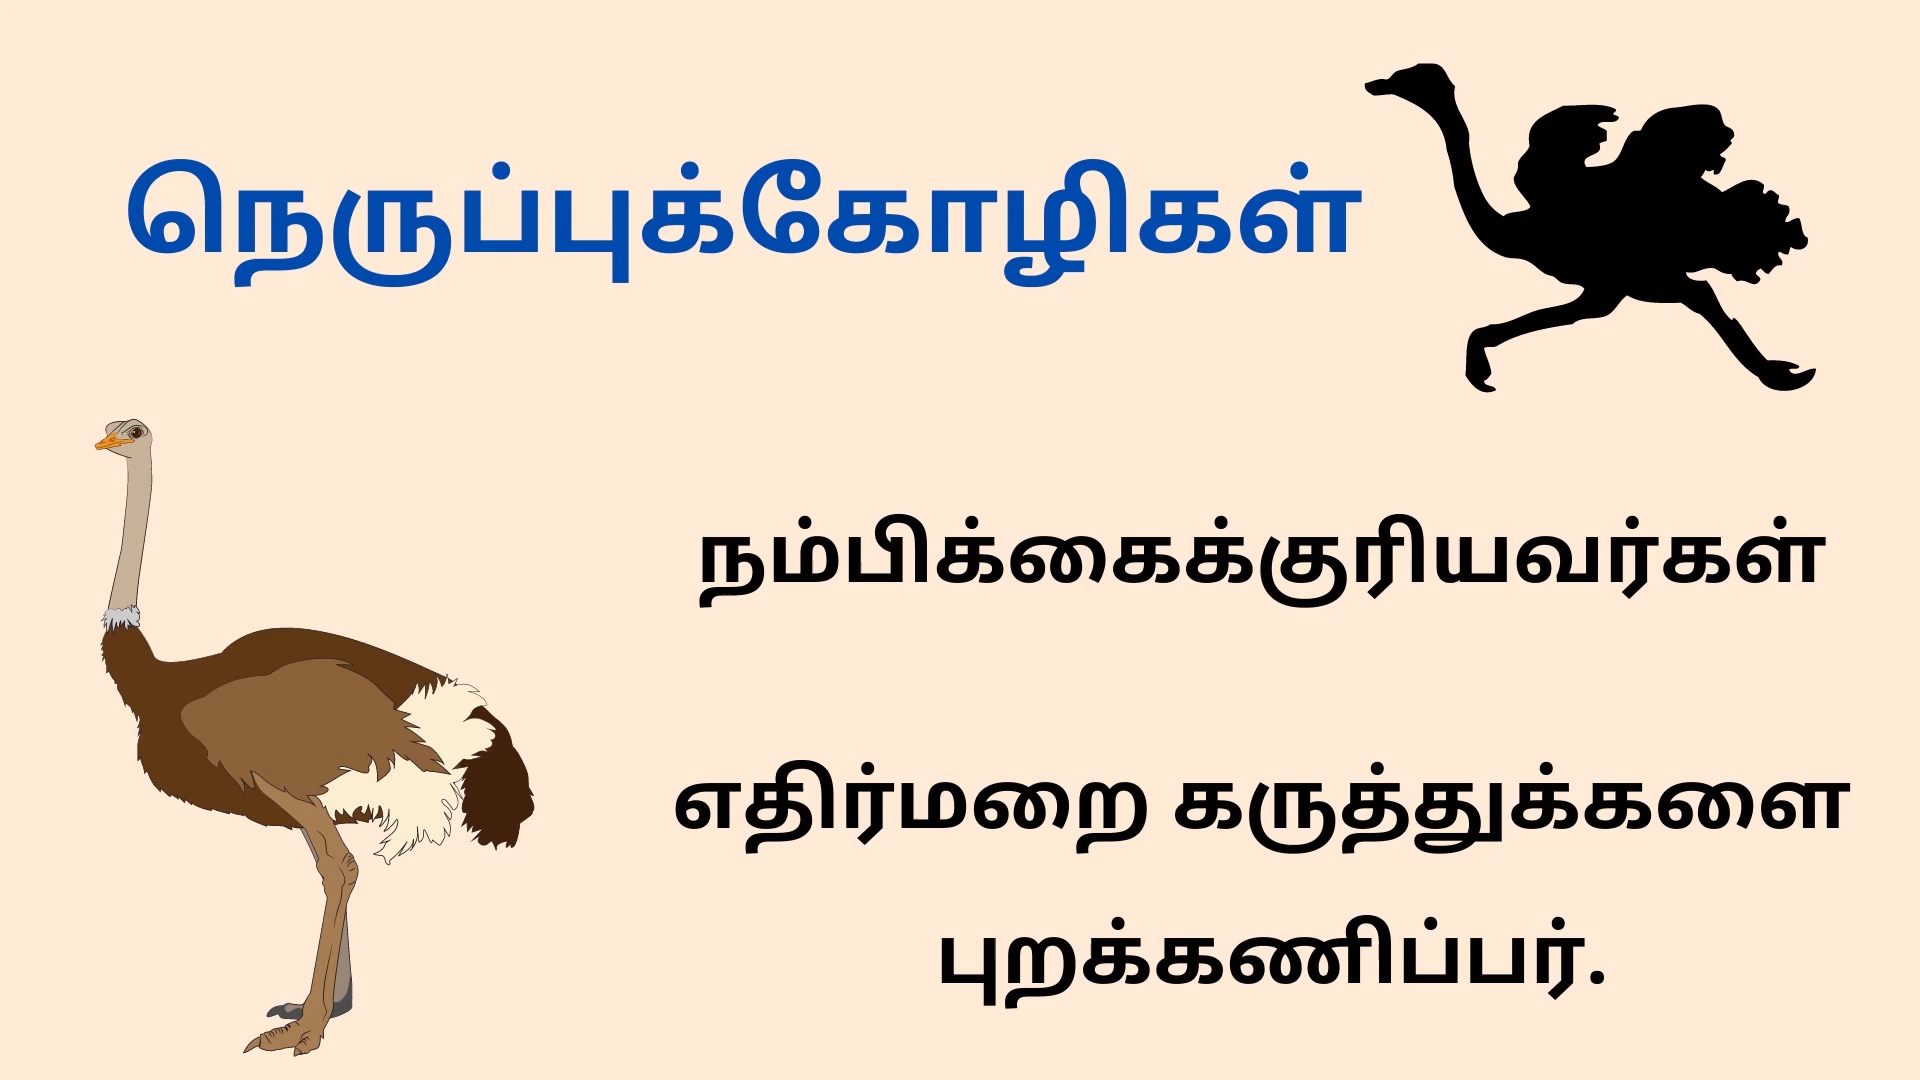 நெருப்புக்கோழிகள்
நம்பிக்கைக்குரியவர்கள்
எதிர்மறை கருத்துக்களை
புறக்கணிப்பர்.